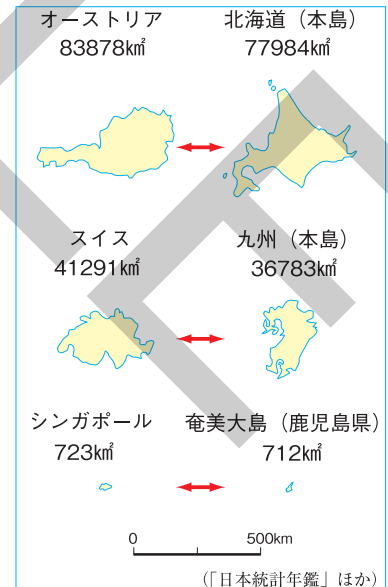 オーストリア 北海道（本島）
83878km² 77984km²
スイス 九州（本島）
41291km² 36783km²
シンガポール 奄美大島（鹿児島県）
723km² 712km²
0 500km
（「日本統計年鑑」ほか）